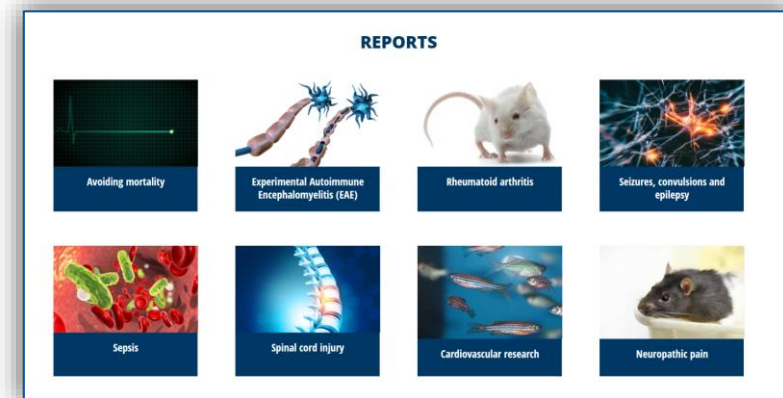 REPORTS
Avoiding mortality
Experimental Autoimmune
Encephalomyelitis (EAE)
Rheumatoid arthritis
Seizures, convulsions and
epilepsy
Sepsis
Spinal cord injury
Cardiovascular research
Neuropathic pain